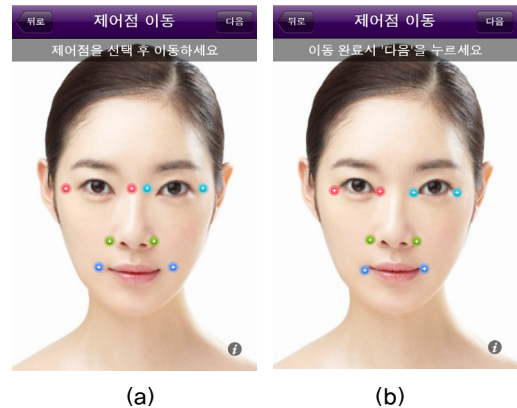 뒤로 제어점 이동 다음
제어점을 선택 후 이동하세요
(a)
뒤로 제어점 이동 다음
이동 완료시 '다음'을 누르세요
(b)